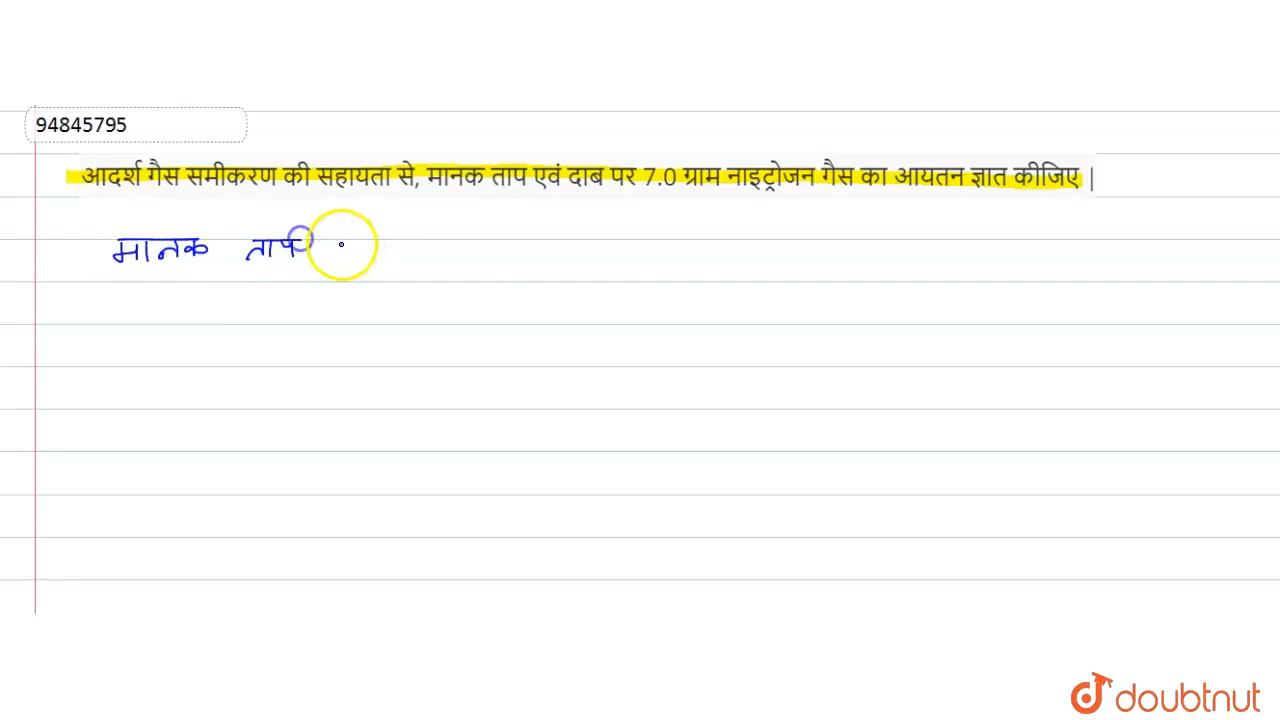 94845795
आदर्श गैस समीकरण की सहायता से, मानक ताप एवं दाब पर 7.0 ग्राम नाइट्रोजन गैस का आयतन ज्ञात कीजिए |
मानक ताप
doubtnut